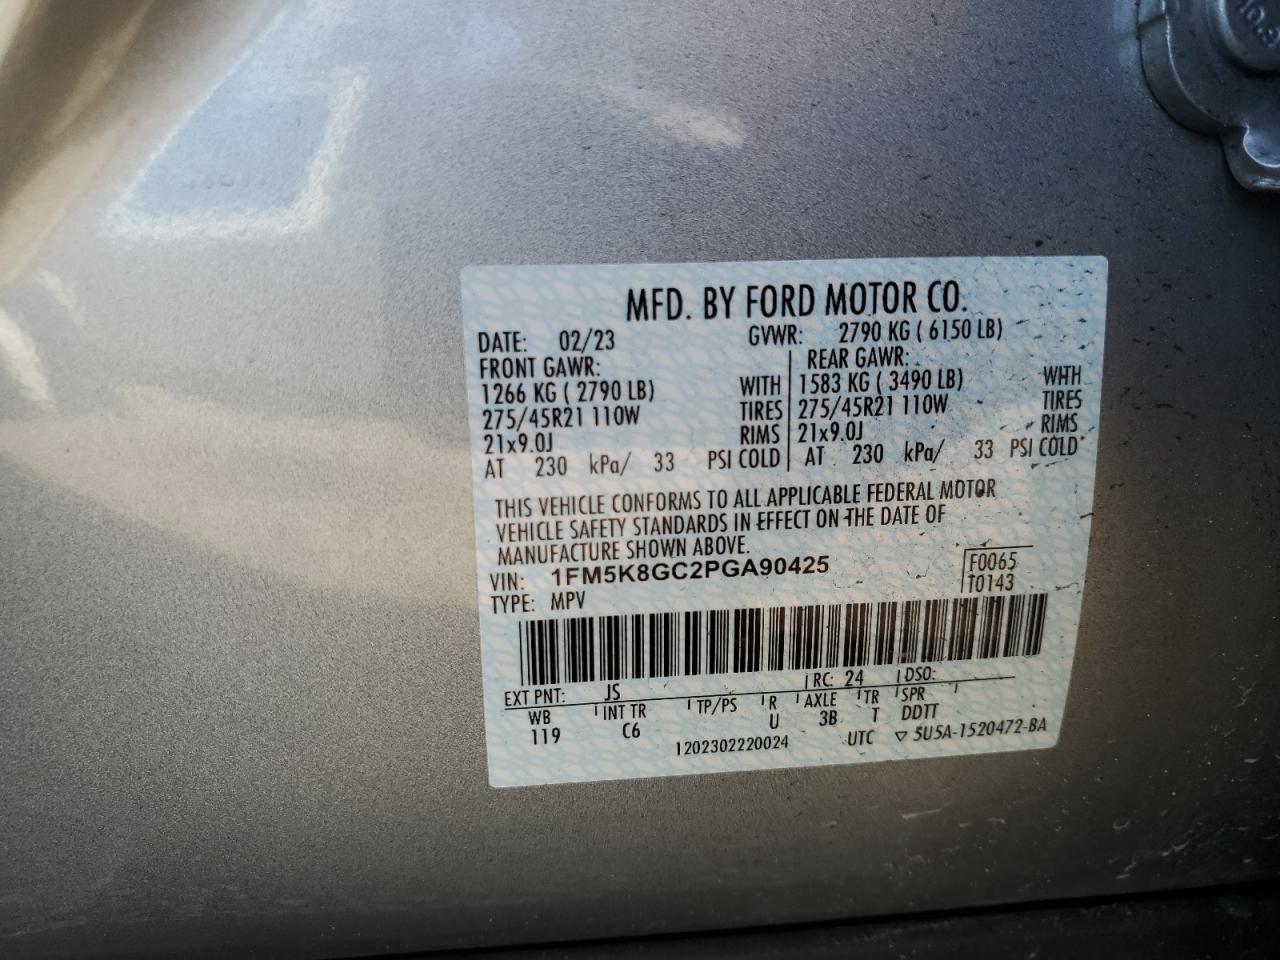 MFD. BY FORD MOTOR CO.
DATE: 02/23 GVWR: 2790 KG ( 6150 LB)
FRONT GAWR: REAR GAWR:
1266 KG ( 2790 LB) WITH 1583 KG ( 3490 LB) WITH
275/45R21 110W TIRES 275/45R21 110W TIRES
21x9.0J RIMS 21x9.0J RIMS
AT 230 kPa/ 33 PSI COLD AT 230 kPa/ 33 PSI COLD
THIS VEHICLE CONFORMS TO ALL APPLICABLE FEDERAL MOTOR
VEHICLE SAFETY STANDARDS IN EFFECT ON THE DATE OF
MANUFACTURE SHOWN ABOVE.
VIN: 1FM5K8GC2PGA90425 F0065
TYPE: MPV T0143
EXT PNT: JS RC: 24 DSO:
WB INT TR TP/PS R AXLE TR SPR
119 C6 U 3B T DDTT
1202302220024 UTC ▽ 5U5A-1520472-BA